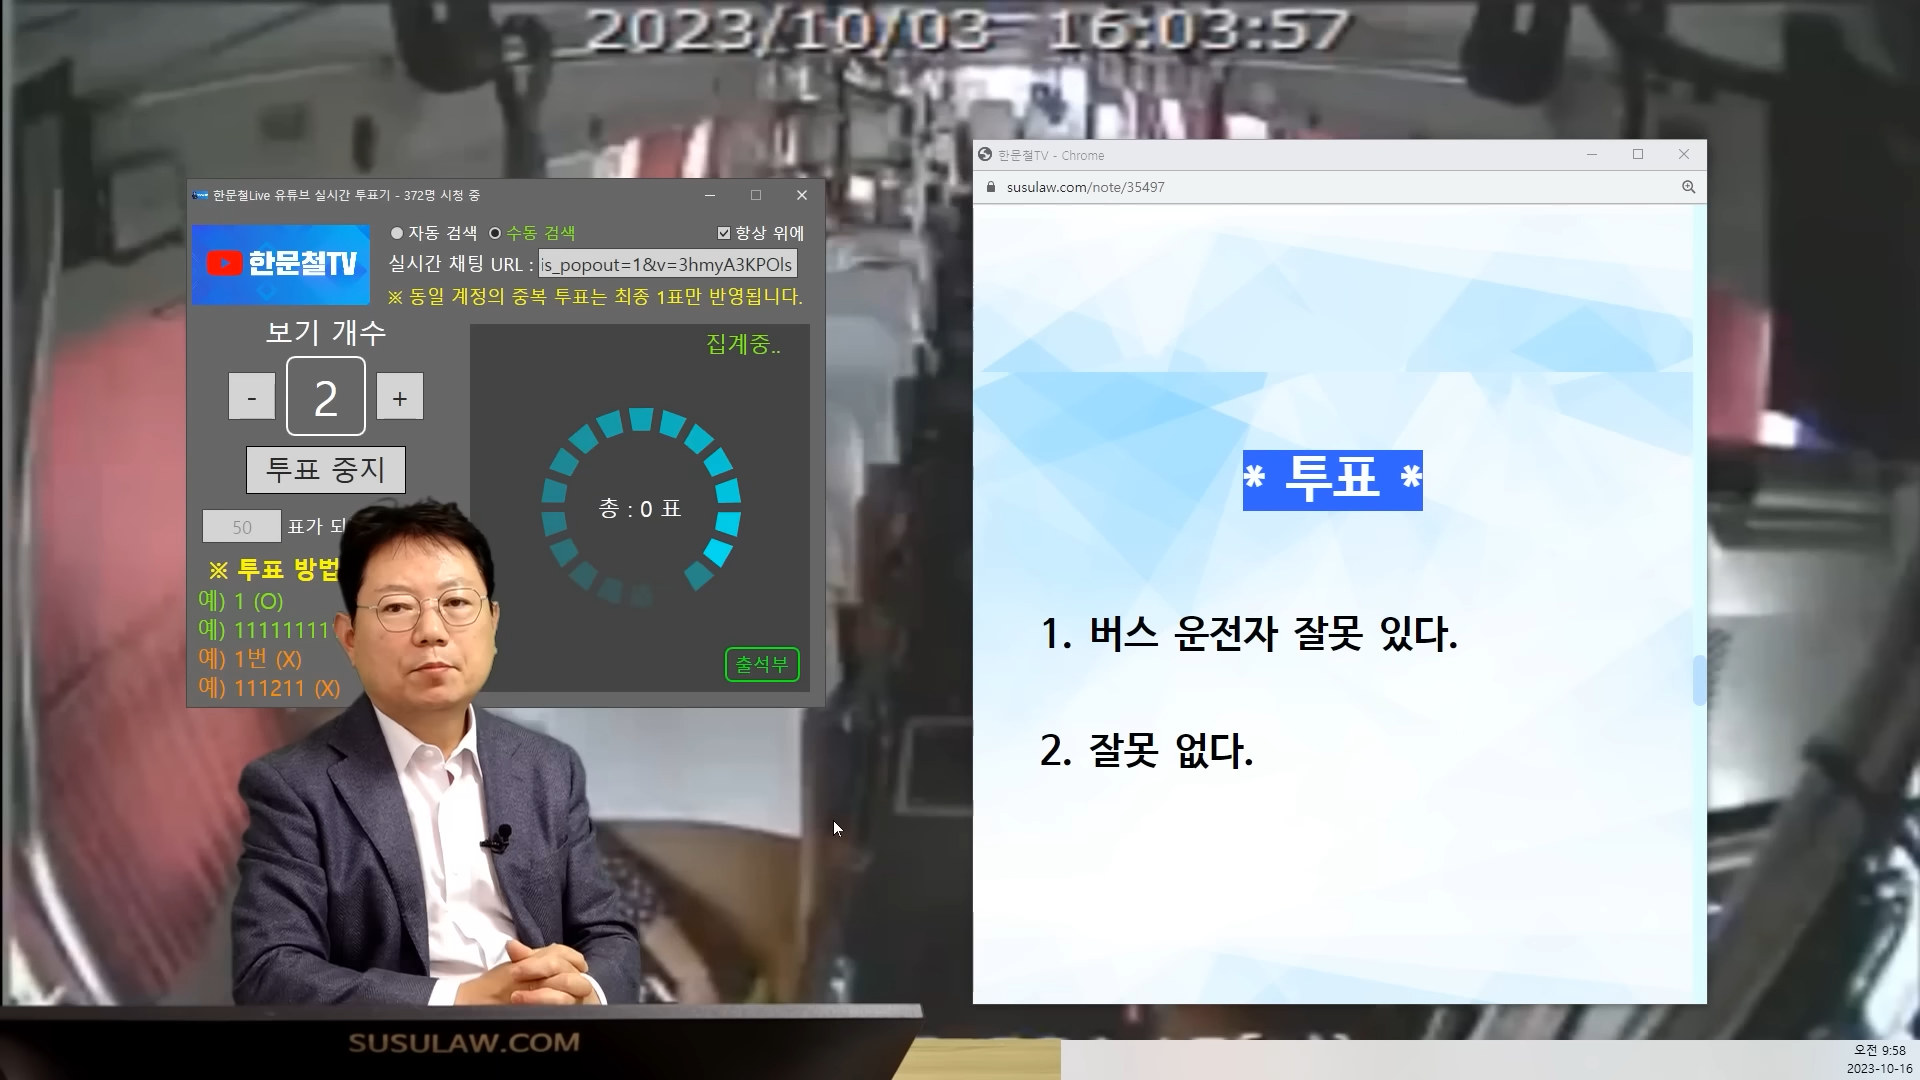 2023/10/03 16:03:57
한문철Live 유튜브 실시간 투표기 - 372명 시청 중
한문철TV
자동 검색 수동 검색 항상 위에
실시간 채팅 URL : is_popout=1&v=3hmyA3KPOls
※ 동일 계정의 중복 투표는 최종 1표만 반영됩니다.
보기 개수
- 2 +
투표 중지
50 표가 되
※ 투표 방법
예) 1 (O)
예) 11111111
예) 1번 (X)
예) 111211 (X)
집계중..
총 : 0 표
출석부
한문철TV - Chrome
susulaw.com/note/35497
* 투표 *
1. 버스 운전자 잘못 있다.
2. 잘못 없다.
SUSULAW.COM
오전 9:58
2023-10-16